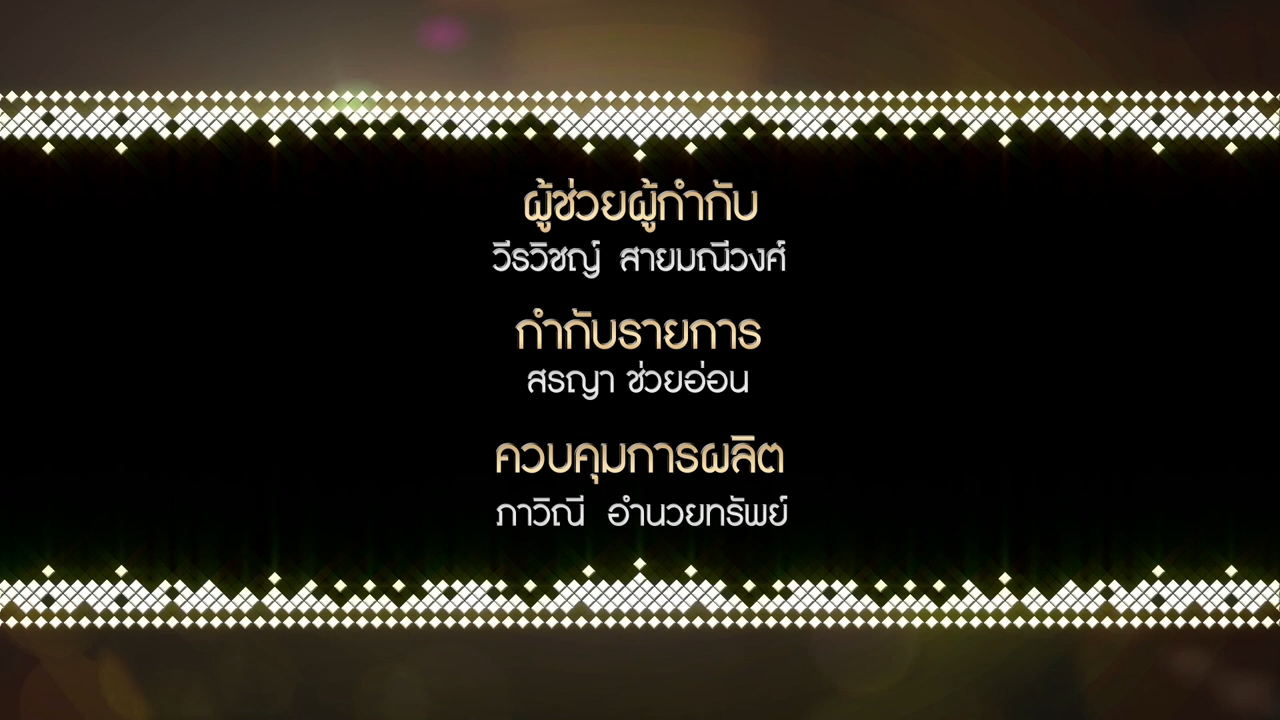 ผู้ช่วยผู้กำกับ
วีรวิชญ์ สายมณีวงศ์
กำกับรายการ
สรญา ช่วยอ่อน
ควบคุมการผลิต
ภาวิณี อำนวยทรัพย์